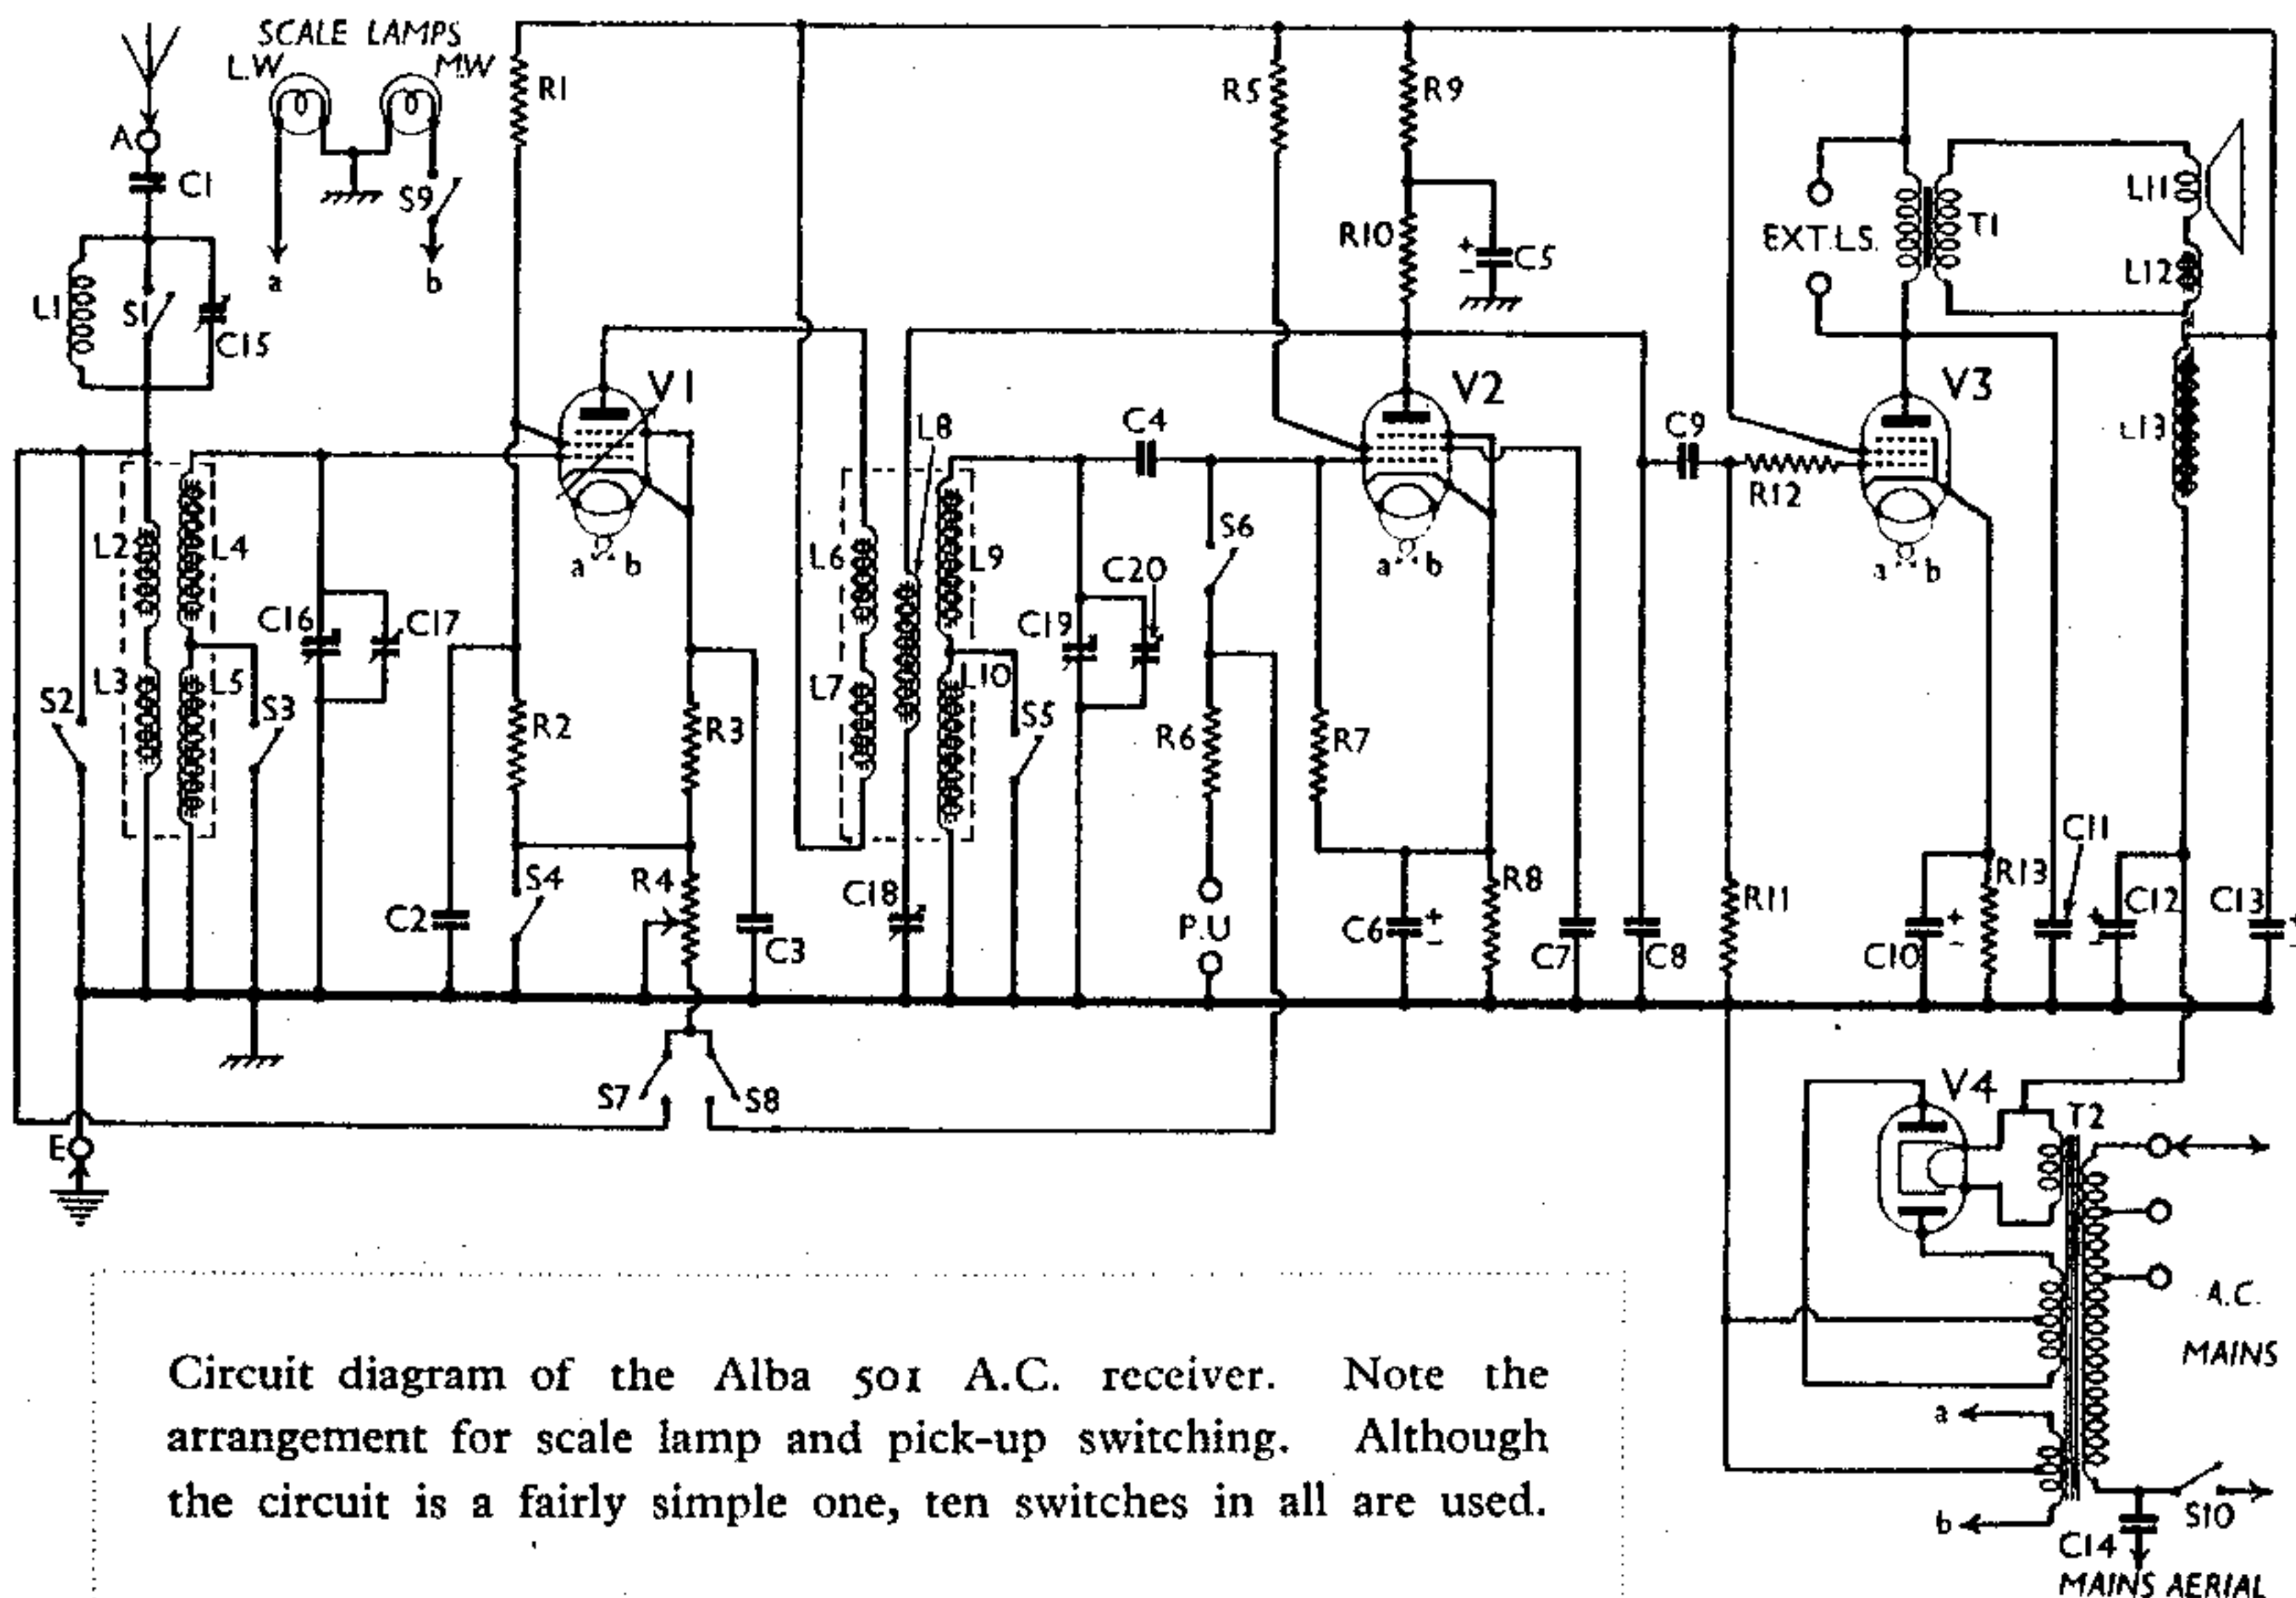 SCALE LAMPS
L.W
M.W
R1
R5
R9
A
C1
S9
L11
R10
EXT.L.S.
T1
C5
L12
a
b
L1
S1
C15
V1
V2
V3
L8
C4
C9
L13
R12
S6
L2
L4
a
b
L6
L9
a
b
a
b
C20
C16
C17
C19
L3
L5
L7
L10
S2
S3
R2
R3
S5
R6
R7
C11
S4
R4
C18
R8
R13
C2
C3
P.U
C6
C7
C8
R11
C10
C12
C13
S7
S8
V4
T2
E
A.C.
MAINS
a
b
S10
C14
MAINS AERIAL
Circuit diagram of the Alba 501 A.C. receiver. Note the
arrangement for scale lamp and pick-up switching. Although
the circuit is a fairly simple one, ten switches in all are used.